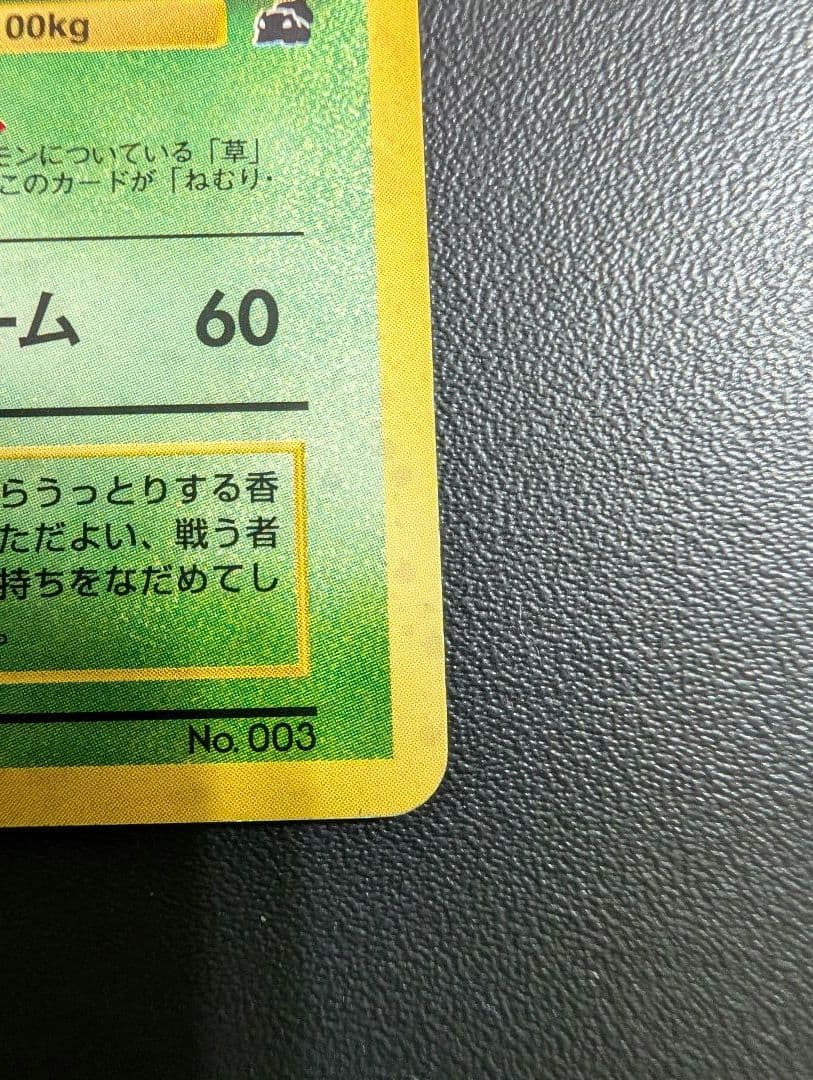 00kg
モンについている「草」
このカードが「ねむり・
ーム 60
らうっとりする香
ただよい、戦う者
持ちをなだめてし
。
No. 003